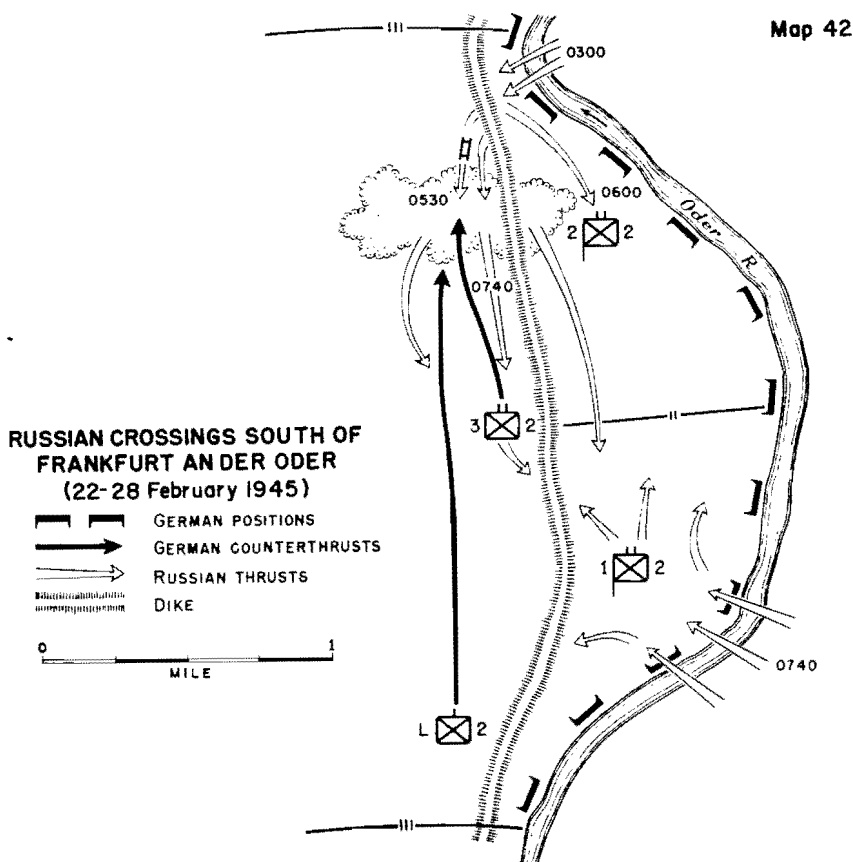 Map 42
0300
0530
0600
2 2
Oder R
0740
3 2
RUSSIAN CROSSINGS SOUTH OF
FRANKFURT AN DER ODER
(22-28 February 1945)
GERMAN POSITIONS
GERMAN COUNTERTHRUSTS
RUSSIAN THRUSTS
DIKE
0 1
MILE
1 2
0740
L 2